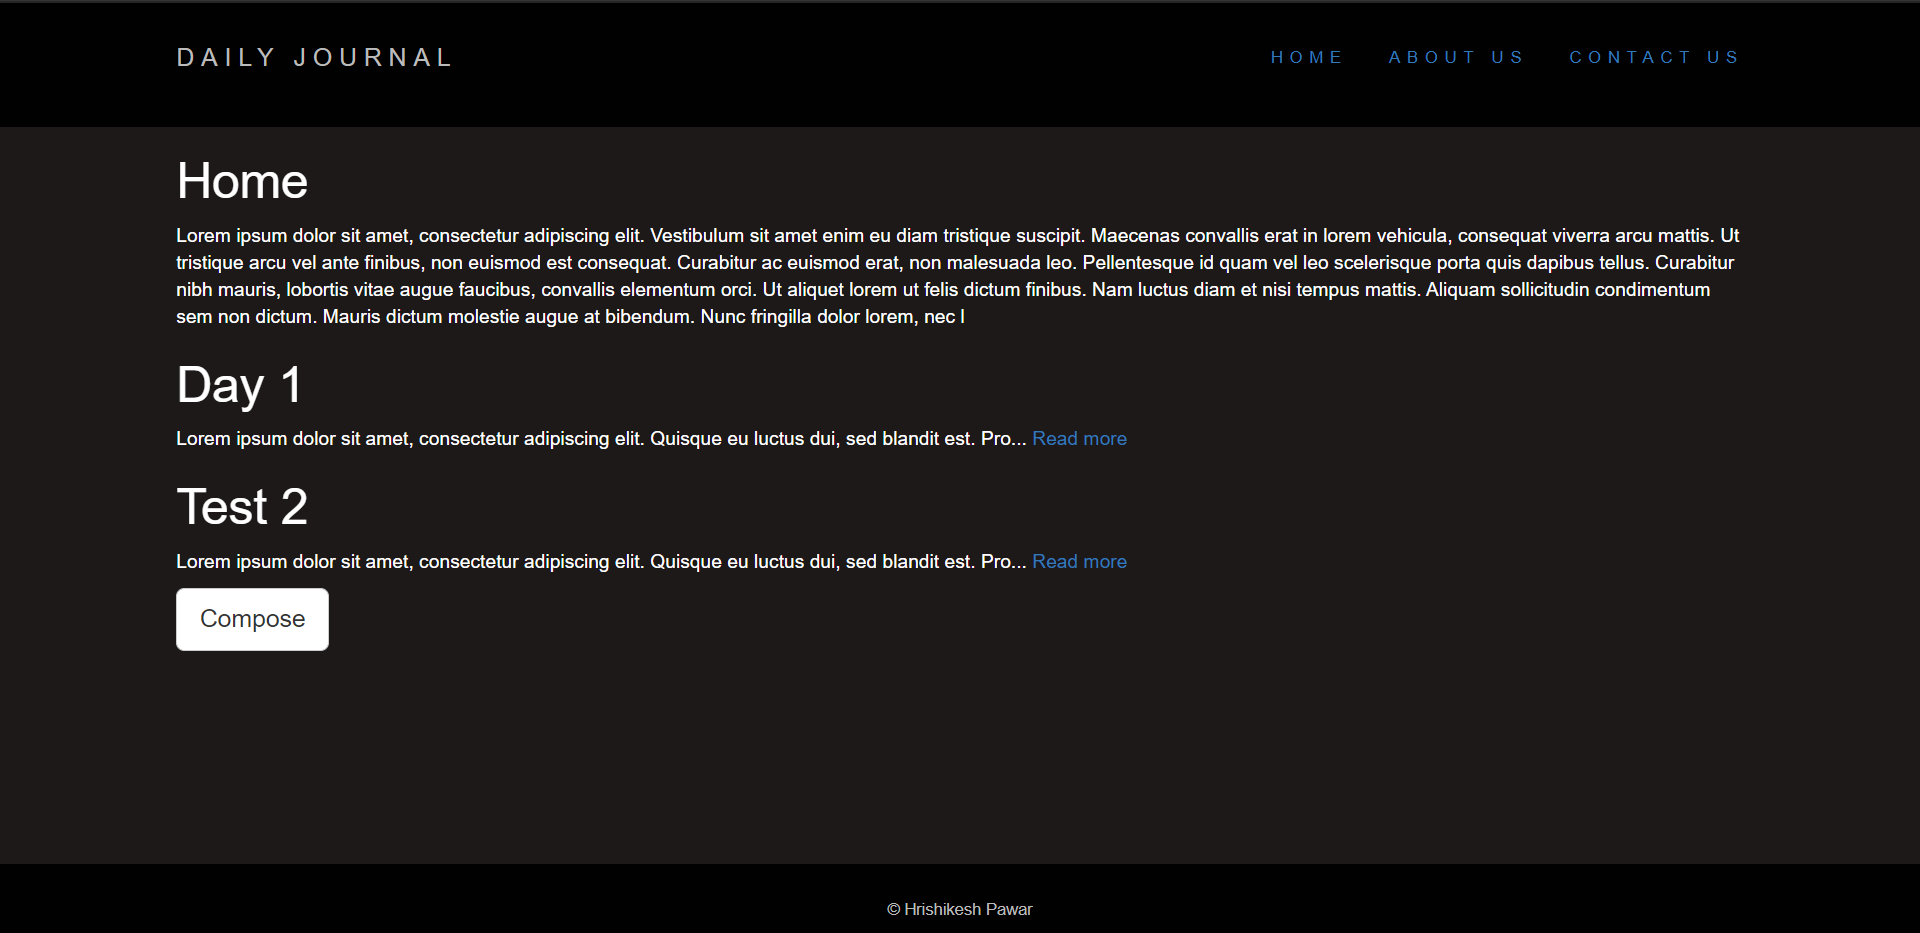 DAILY JOURNAL
HOME ABOUT US CONTACT US
Home
Lorem ipsum dolor sit amet, consectetur adipiscing elit. Vestibulum sit amet enim eu diam tristique suscipit. Maecenas convallis erat in lorem vehicula, consequat viverra arcu mattis. Ut
tristique arcu vel ante finibus, non euismod est consequat. Curabitur ac euismod erat, non malesuada leo. Pellentesque id quam vel leo scelerisque porta quis dapibus tellus. Curabitur
nibh mauris, lobortis vitae augue faucibus, convallis elementum orci. Ut aliquet lorem ut felis dictum finibus. Nam luctus diam et nisi tempus mattis. Aliquam sollicitudin condimentum
sem non dictum. Mauris dictum molestie augue at bibendum. Nunc fringilla dolor lorem, nec l
Day 1
Lorem ipsum dolor sit amet, consectetur adipiscing elit. Quisque eu luctus dui, sed blandit est. Pro... Read more
Test 2
Lorem ipsum dolor sit amet, consectetur adipiscing elit. Quisque eu luctus dui, sed blandit est. Pro... Read more
Compose
© Hrishikesh Pawar